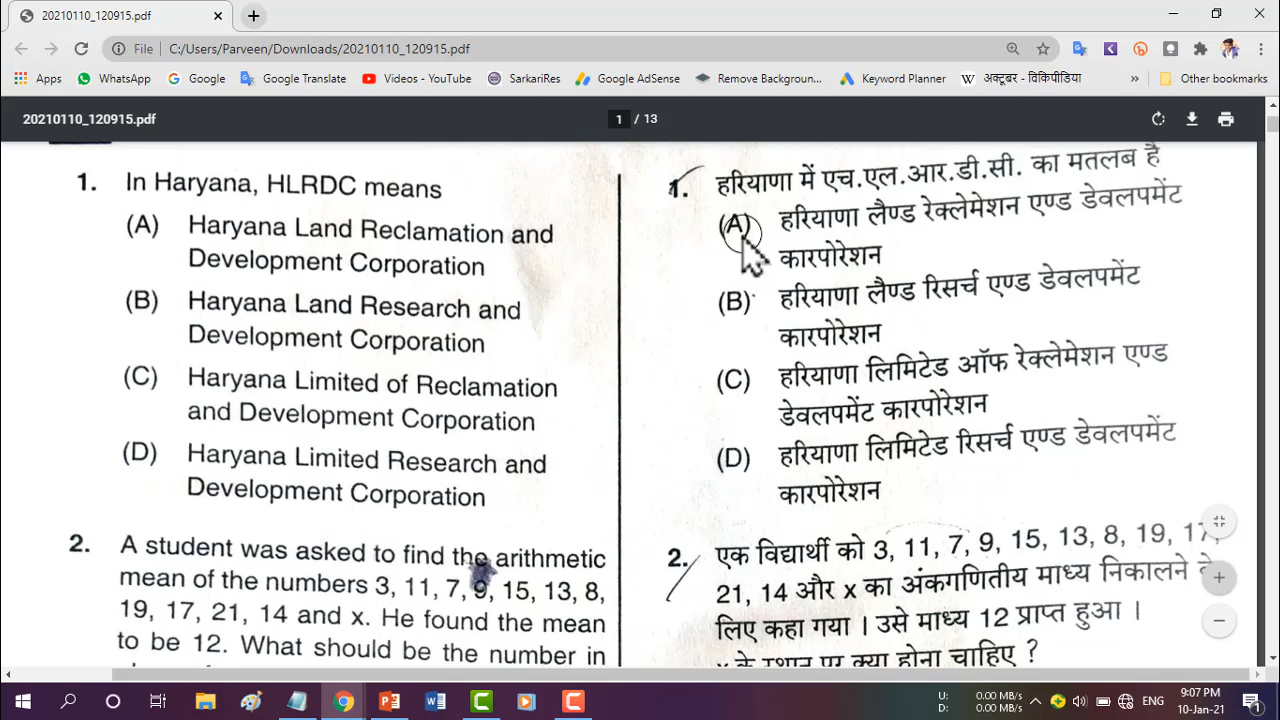 20210110_120915.pdf
File
C:/Users/Parveen/Downloads/20210110_120915.pdf
Apps
WhatsApp
Google
Google Translate
Videos - YouTube
SarkariRes
Google AdSense
Remove Backgroun...
Keyword Planner
अक्टूबर - विकिपीडिया
»
Other bookmarks
20210110_120915.pdf
1 / 13
1. In Haryana, HLRDC means
(A) Haryana Land Reclamation and
Development Corporation
(B) Haryana Land Research and
Development Corporation
(C) Haryana Limited of Reclamation
and Development Corporation
(D) Haryana Limited Research and
Development Corporation
2. A student was asked to find the arithmetic
mean of the numbers 3, 11, 7, 9, 15, 13, 8,
19, 17, 21, 14 and x. He found the mean
to be 12. What should be the number in
1. हरियाणा में एच.एल.आर.डी.सी. का मतलब है
(A) हरियाणा लैण्ड रेक्लेमेशन एण्ड डेवलपमेंट
कारपोरेशन
(B) हरियाणा लैण्ड रिसर्च एण्ड डेवलपमेंट
कारपोरेशन
(C) हरियाणा लिमिटेड ऑफ रेक्लेमेशन एण्ड
डेवलपमेंट कारपोरेशन
(D) हरियाणा लिमिटेड रिसर्च एण्ड डेवलपमेंट
कारपोरेशन
2. एक विद्यार्थी को 3, 11, 7, 9, 15, 13, 8, 19, 17,
21, 14 और x का अंकगणितीय माध्य निकालने
लिए कहा गया । उसे माध्य 12 प्राप्त हुआ ।
x के स्थान पर क्या होना चाहिए ?
U: 0.00 MB/s
D: 0.00 MB/s
ENG
9:07 PM
10-Jan-21
1